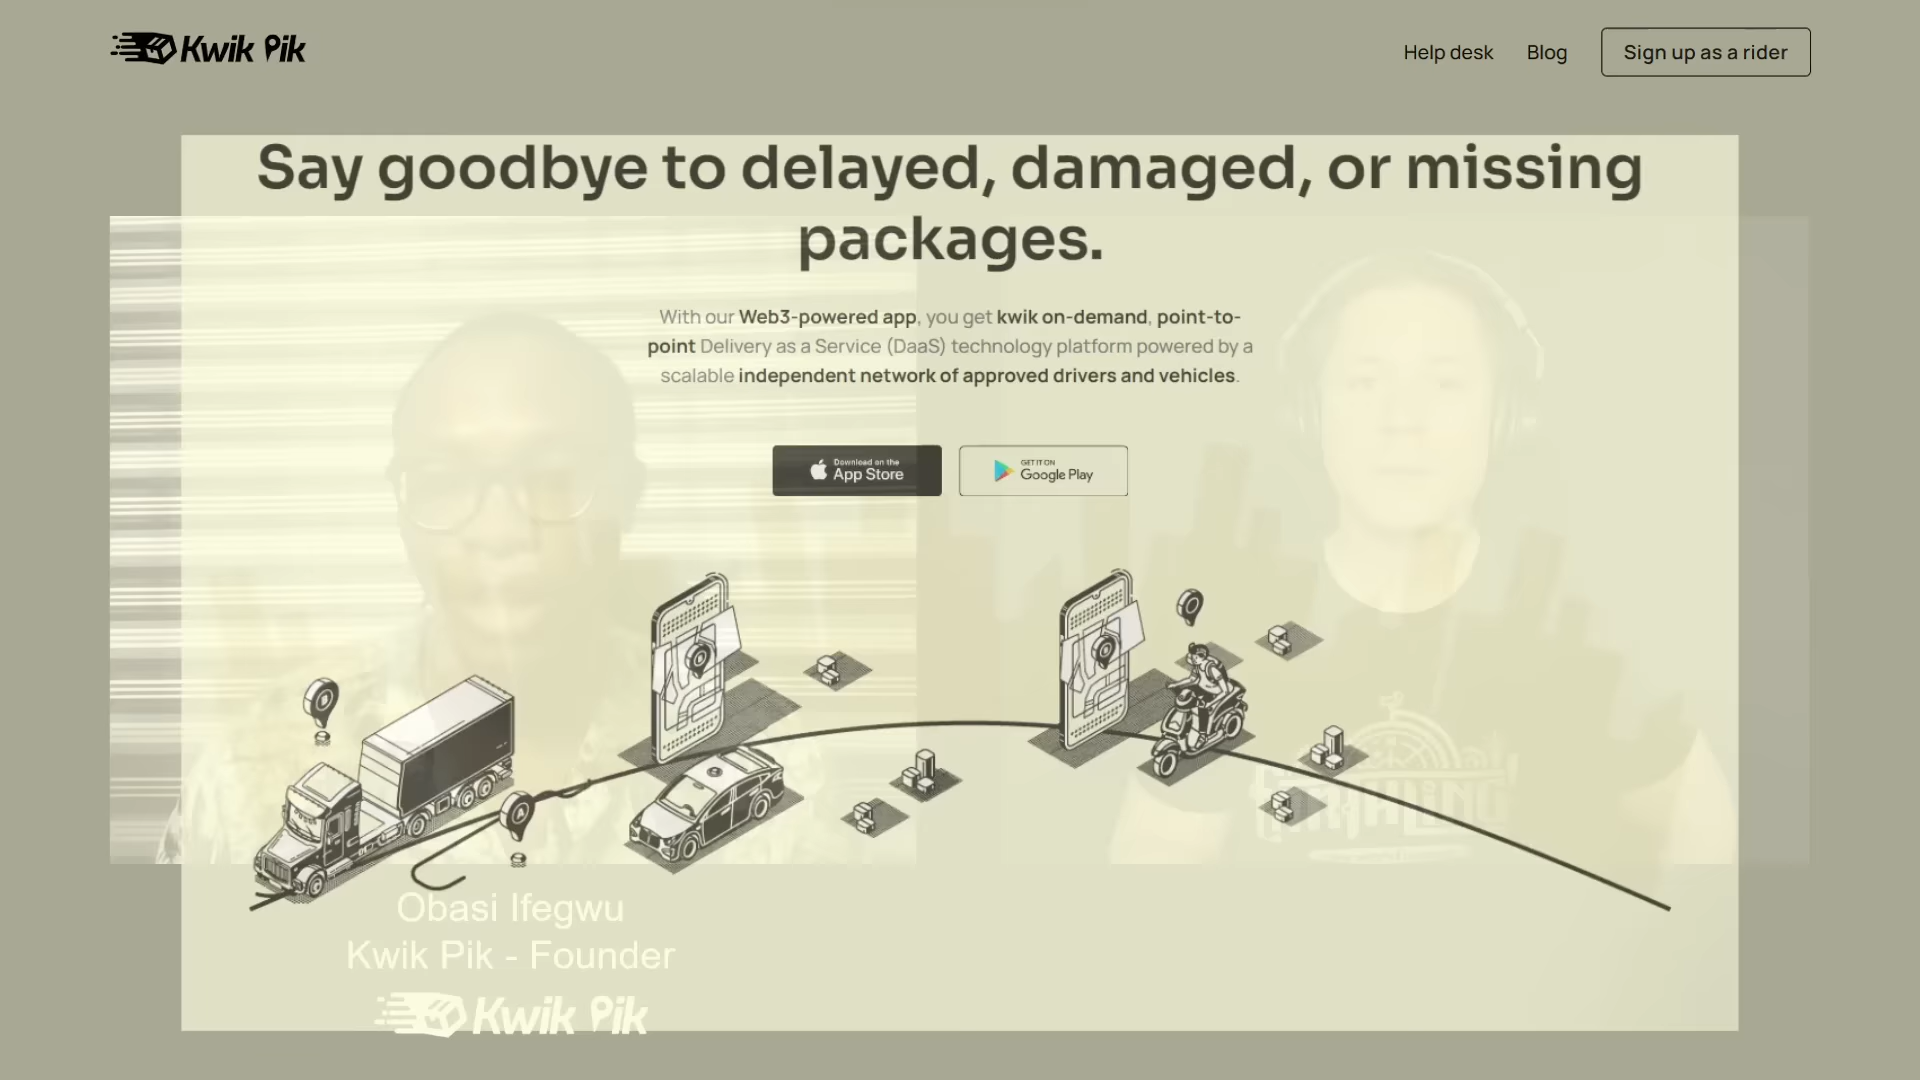 Kwik Pik
Help desk
Blog
Sign up as a rider
Say goodbye to delayed, damaged, or missing
packages.
With our Web3-powered app, you get kwik on-demand, point-to-
point Delivery as a Service (DaaS) technology platform powered by a
scalable independent network of approved drivers and vehicles.
Download on the
App Store
GET IT ON
Google Play
Obasi Ifegwu
Kwik Pik - Founder
Kwik Pik